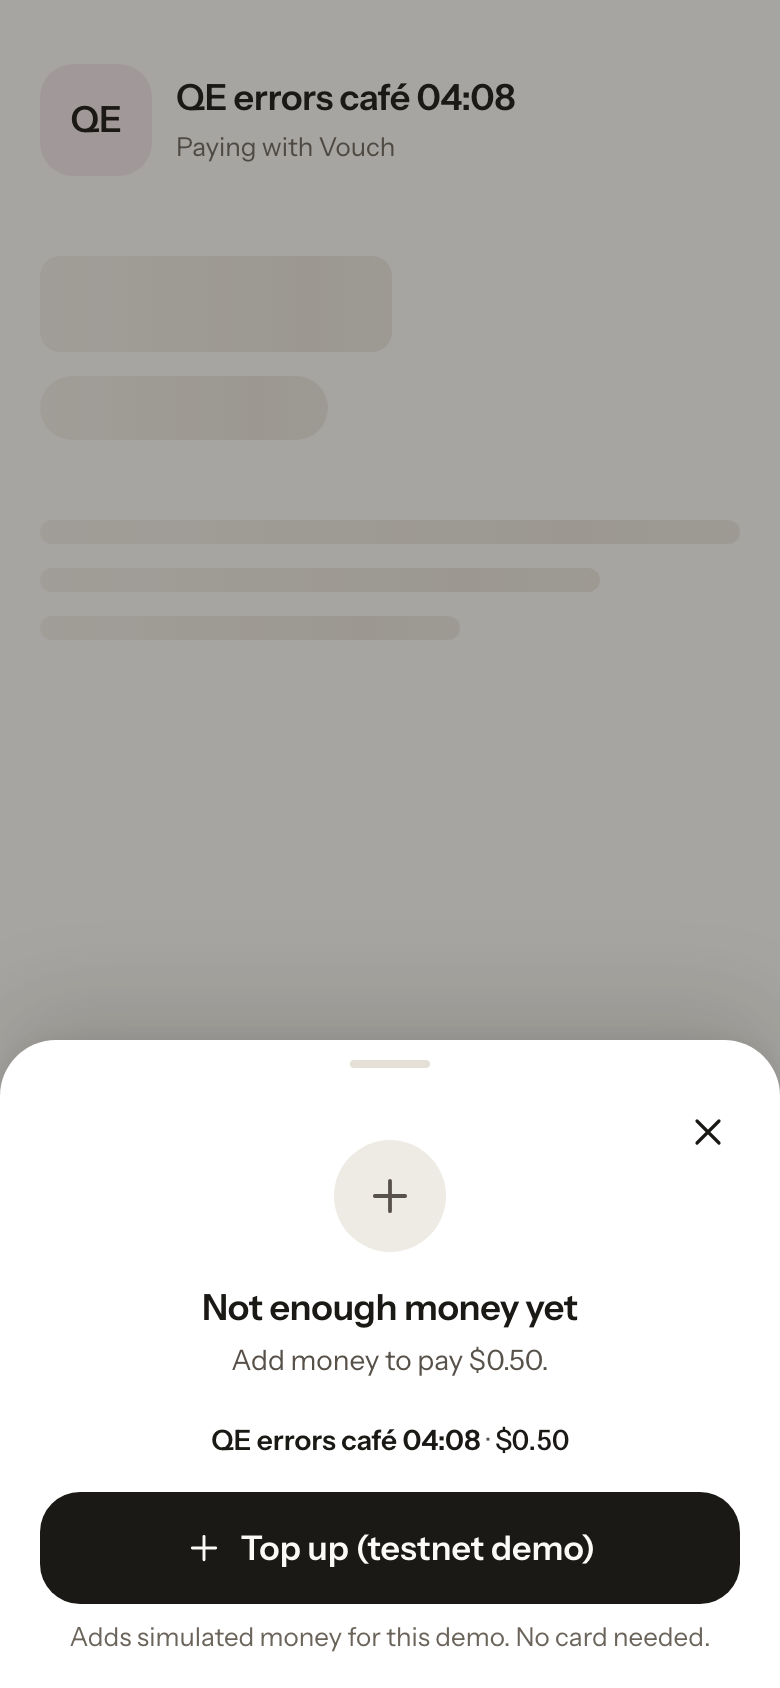 QE
QE errors café 04:08
Paying with Vouch
Not enough money yet
Add money to pay $0.50.
QE errors café 04:08 · $0.50
Top up (testnet demo)
Adds simulated money for this demo. No card needed.